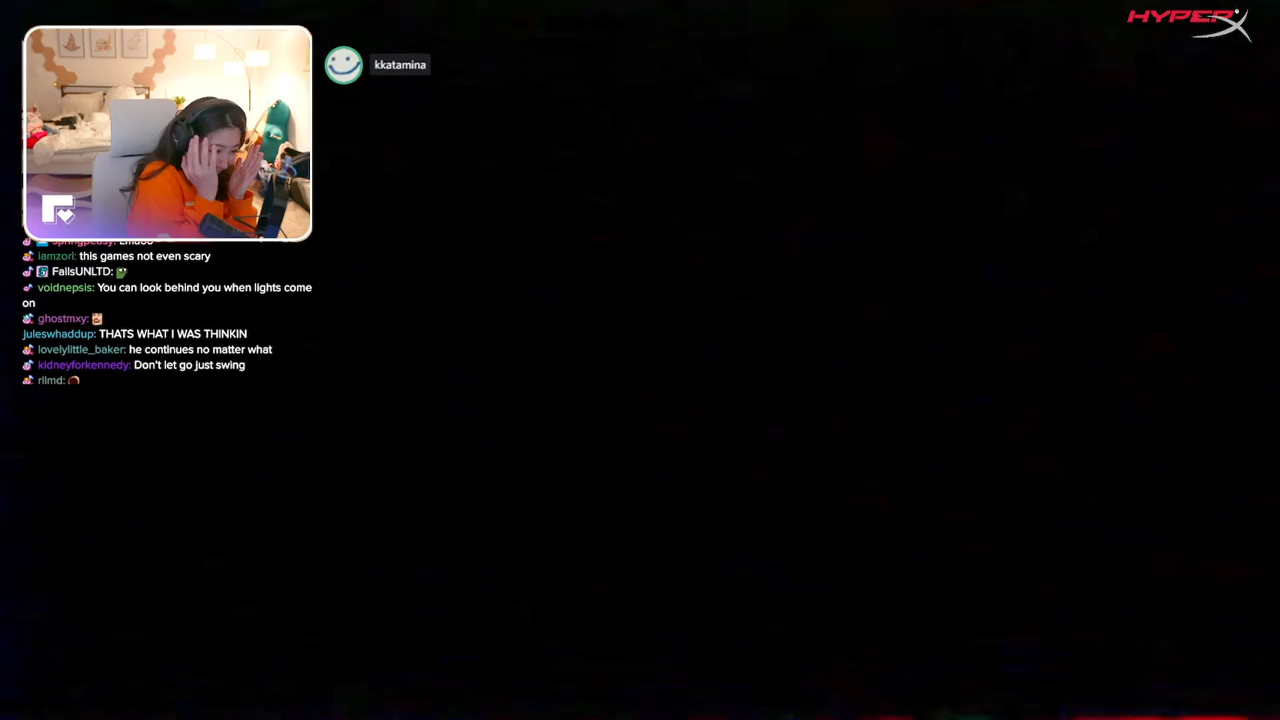 HYPERX
kkatamina
iamzori: this games not even scary
FailsUNLTD:
voidnepsis: You can look behind you when lights come
on
ghostmxy:
juleswhaddup: THATS WHAT I WAS THINKIN
lovelylittle_baker: he continues no matter what
kidneyforkennedy: Don't let go just swing
rllmd: